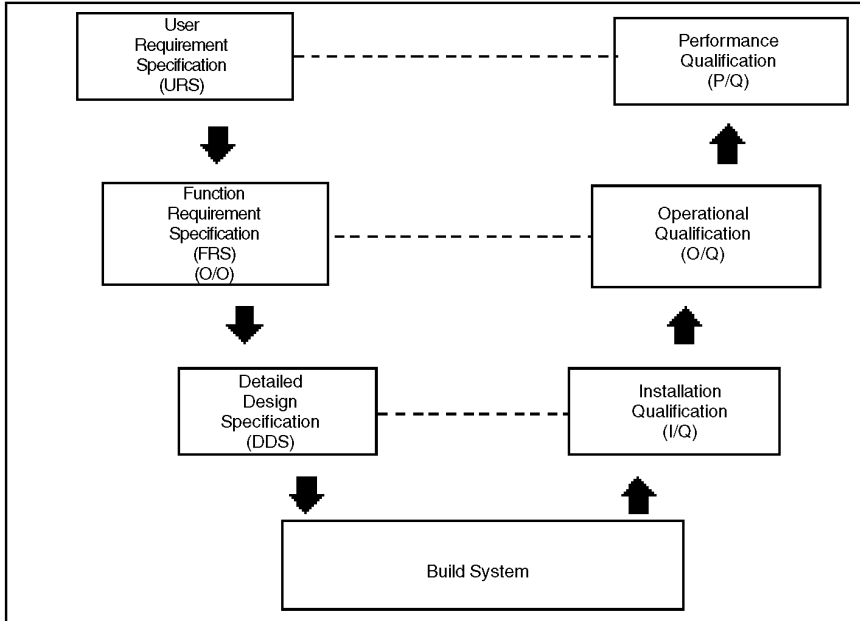 User
Requirement
Specification
(URS)
Performance
Qualification
(P/Q)
Function
Requirement
Specification
(FRS)
(O/O)
Operational
Qualification
(O/Q)
Detailed
Design
Specification
(DDS)
Installation
Qualification
(I/Q)
Build System